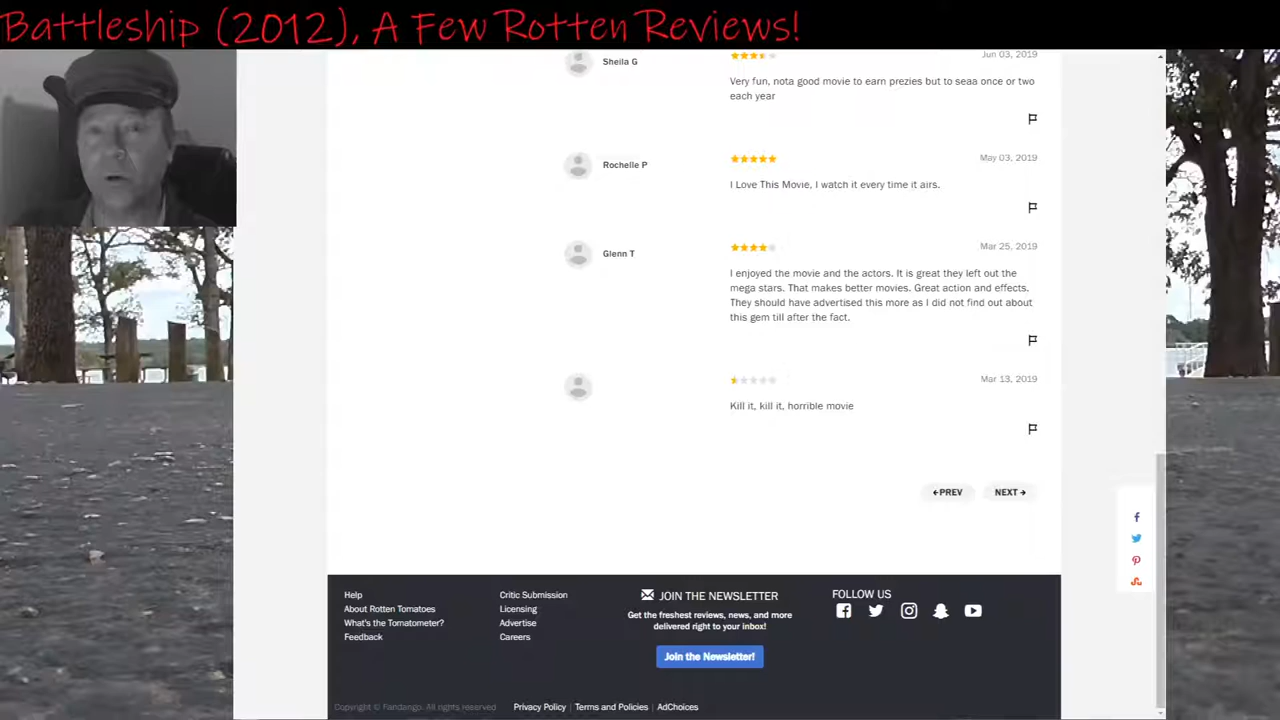 Battleship (2012), A Few Rotten Reviews!
Sheila G
Jun 03, 2019
Very fun, nota good movie to earn prezies but to seaa once or two
each year
Rochelle P
May 03, 2019
I Love This Movie, I watch it every time it airs.
Glenn T
Mar 25, 2019
I enjoyed the movie and the actors. It is great they left out the
mega stars. That makes better movies. Great action and effects.
They should have advertised this more as I did not find out about
this gem till after the fact.
Mar 13, 2019
Kill it, kill it, horrible movie
PREV
NEXT
Help
About Rotten Tomatoes
What's the Tomatometer?
Feedback
Critic Submission
Licensing
Advertise
Careers
JOIN THE NEWSLETTER
Get the freshest reviews, news, and more
delivered right to your inbox!
Join the Newsletter!
FOLLOW US
Copyright © Fandango. All rights reserved
Privacy Policy | Terms and Policies | AdChoices